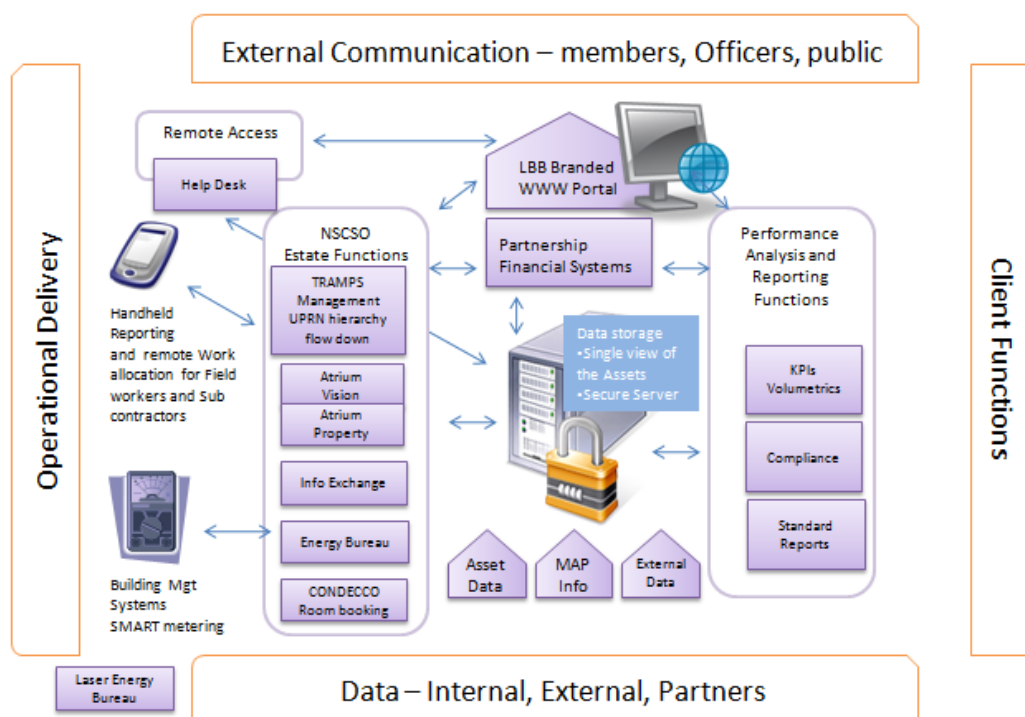 External Communication – members, Officers, public
Operational Delivery
Client Functions
Remote Access
Help Desk
LBB Branded
WWW Portal
Partnership
Financial Systems
NSCSO
Estate Functions
TRAMPS
Management
UPRN hierarchy
flow down
Atrium
Vision
Atrium
Property
Info Exchange
Energy Bureau
CONDECCO
Room booking
Handheld
Reporting
and remote Work
allocation for Field
workers and Sub
contractors
Building Mgt
Systems
SMART metering
Data storage
•Single view of
the Assets
•Secure Server
Performance
Analysis and
Reporting
Functions
KPIs
Volumetrics
Compliance
Standard
Reports
Asset
Data
MAP
Info
External
Data
Laser Energy
Bureau
Data – Internal, External, Partners